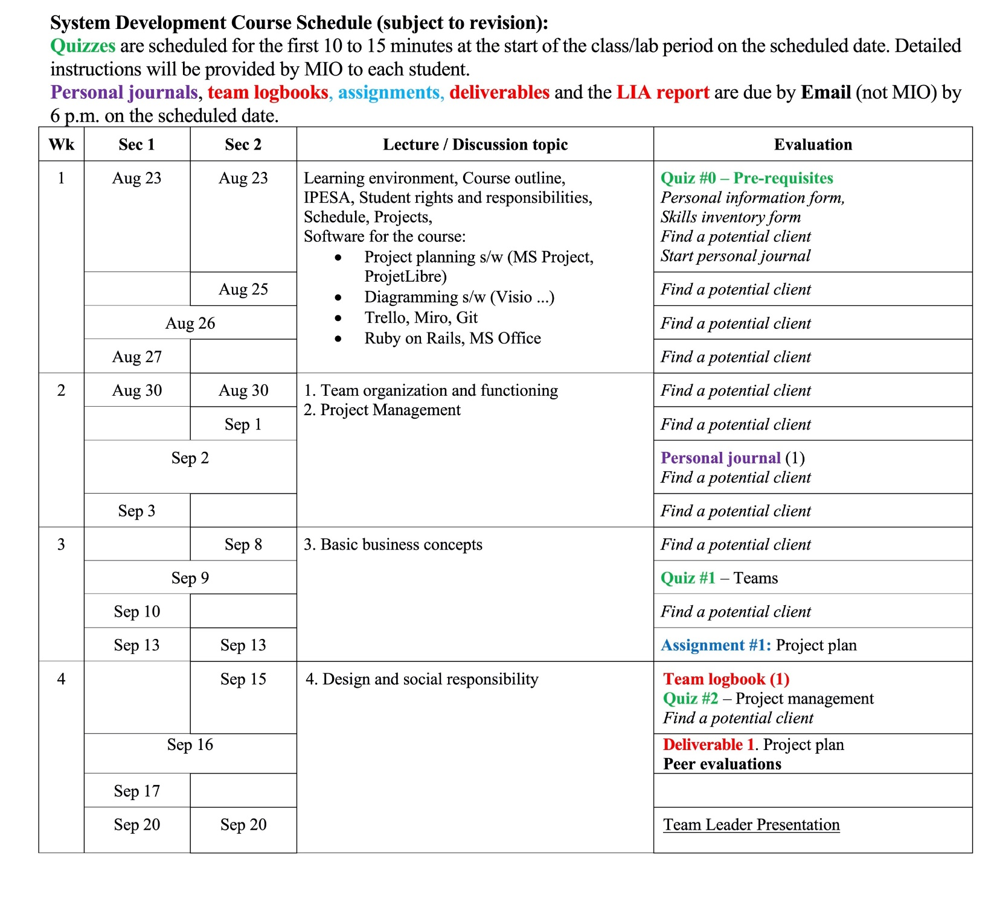 System Development Course Schedule (subject to revision):
Quizzes are scheduled for the first 10 to 15 minutes at the start of the class/lab period on the scheduled date. Detailed
instructions will be provided by MIO to each student.
Personal journals, team logbooks, assignments, deliverables and the LIA report are due by Email (not MIO) by
6 p.m. on the scheduled date.
Wk Sec 1 Sec 2 Lecture / Discussion topic Evaluation
1 Aug 23 Aug 23 Learning environment, Course outline, Quiz #0 – Pre-requisites
IPESA, Student rights and responsibilities, Personal information form,
Schedule, Projects, Skills inventory form
Software for the course: Find a potential client
• Project planning s/w (MS Project, Start personal journal
ProjetLibre)
Aug 25 • Diagramming s/w (Visio ...) Find a potential client
Aug 26 • Trello, Miro, Git Find a potential client
• Ruby on Rails, MS Office
Aug 27 Find a potential client
2 Aug 30 Aug 30 1. Team organization and functioning Find a potential client
2. Project Management
Sep 1 Find a potential client
Sep 2 Personal journal (1)
Find a potential client
Sep 3 Find a potential client
3 Sep 8 3. Basic business concepts Find a potential client
Sep 9 Quiz #1 – Teams
Sep 10 Find a potential client
Sep 13 Sep 13 Assignment #1: Project plan
4 Sep 15 4. Design and social responsibility Team logbook (1)
Quiz #2 – Project management
Find a potential client
Sep 16 Deliverable 1. Project plan
Peer evaluations
Sep 17
Sep 20 Sep 20 Team Leader Presentation